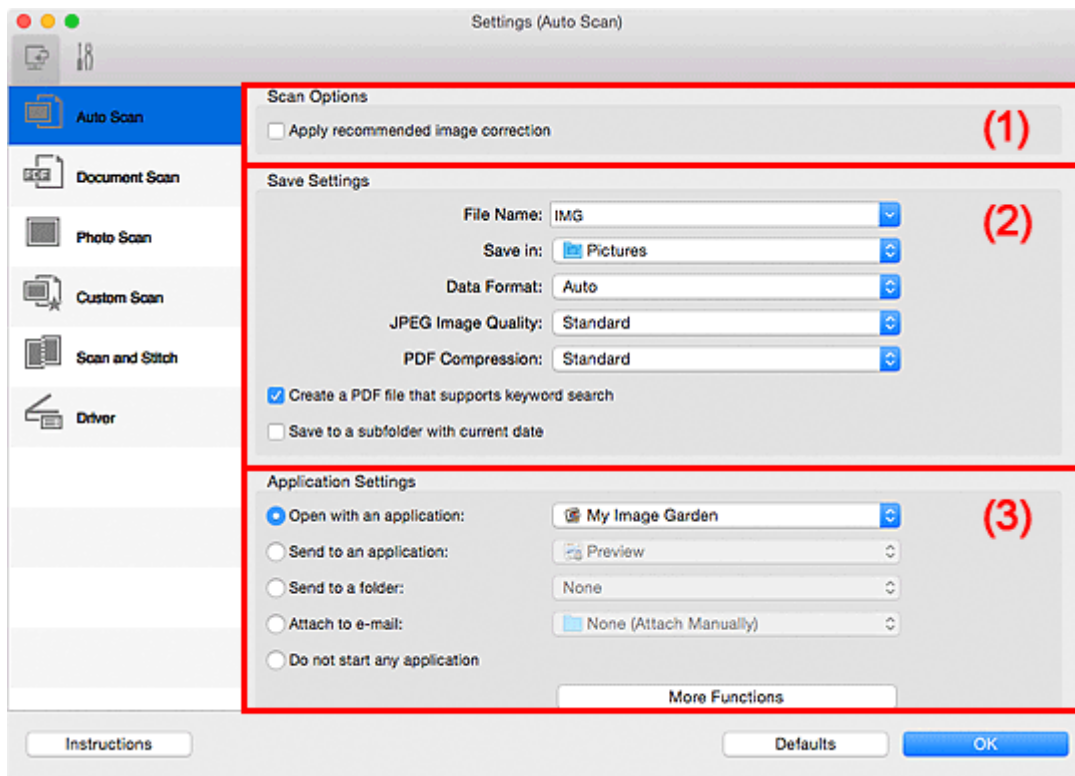 Settings (Auto Scan)
Auto Scan
Document Scan
Photo Scan
Custom Scan
Scan and Stitch
Driver
Scan Options
Apply recommended image correction
(1)
Save Settings
(2)
File Name: IMG
Save in: Pictures
Data Format: Auto
JPEG Image Quality: Standard
PDF Compression: Standard
Create a PDF file that supports keyword search
Save to a subfolder with current date
Application Settings
(3)
Open with an application: My Image Garden
Send to an application: Preview
Send to a folder: None
Attach to e-mail: None (Attach Manually)
Do not start any application
More Functions
Instructions
Defaults
OK